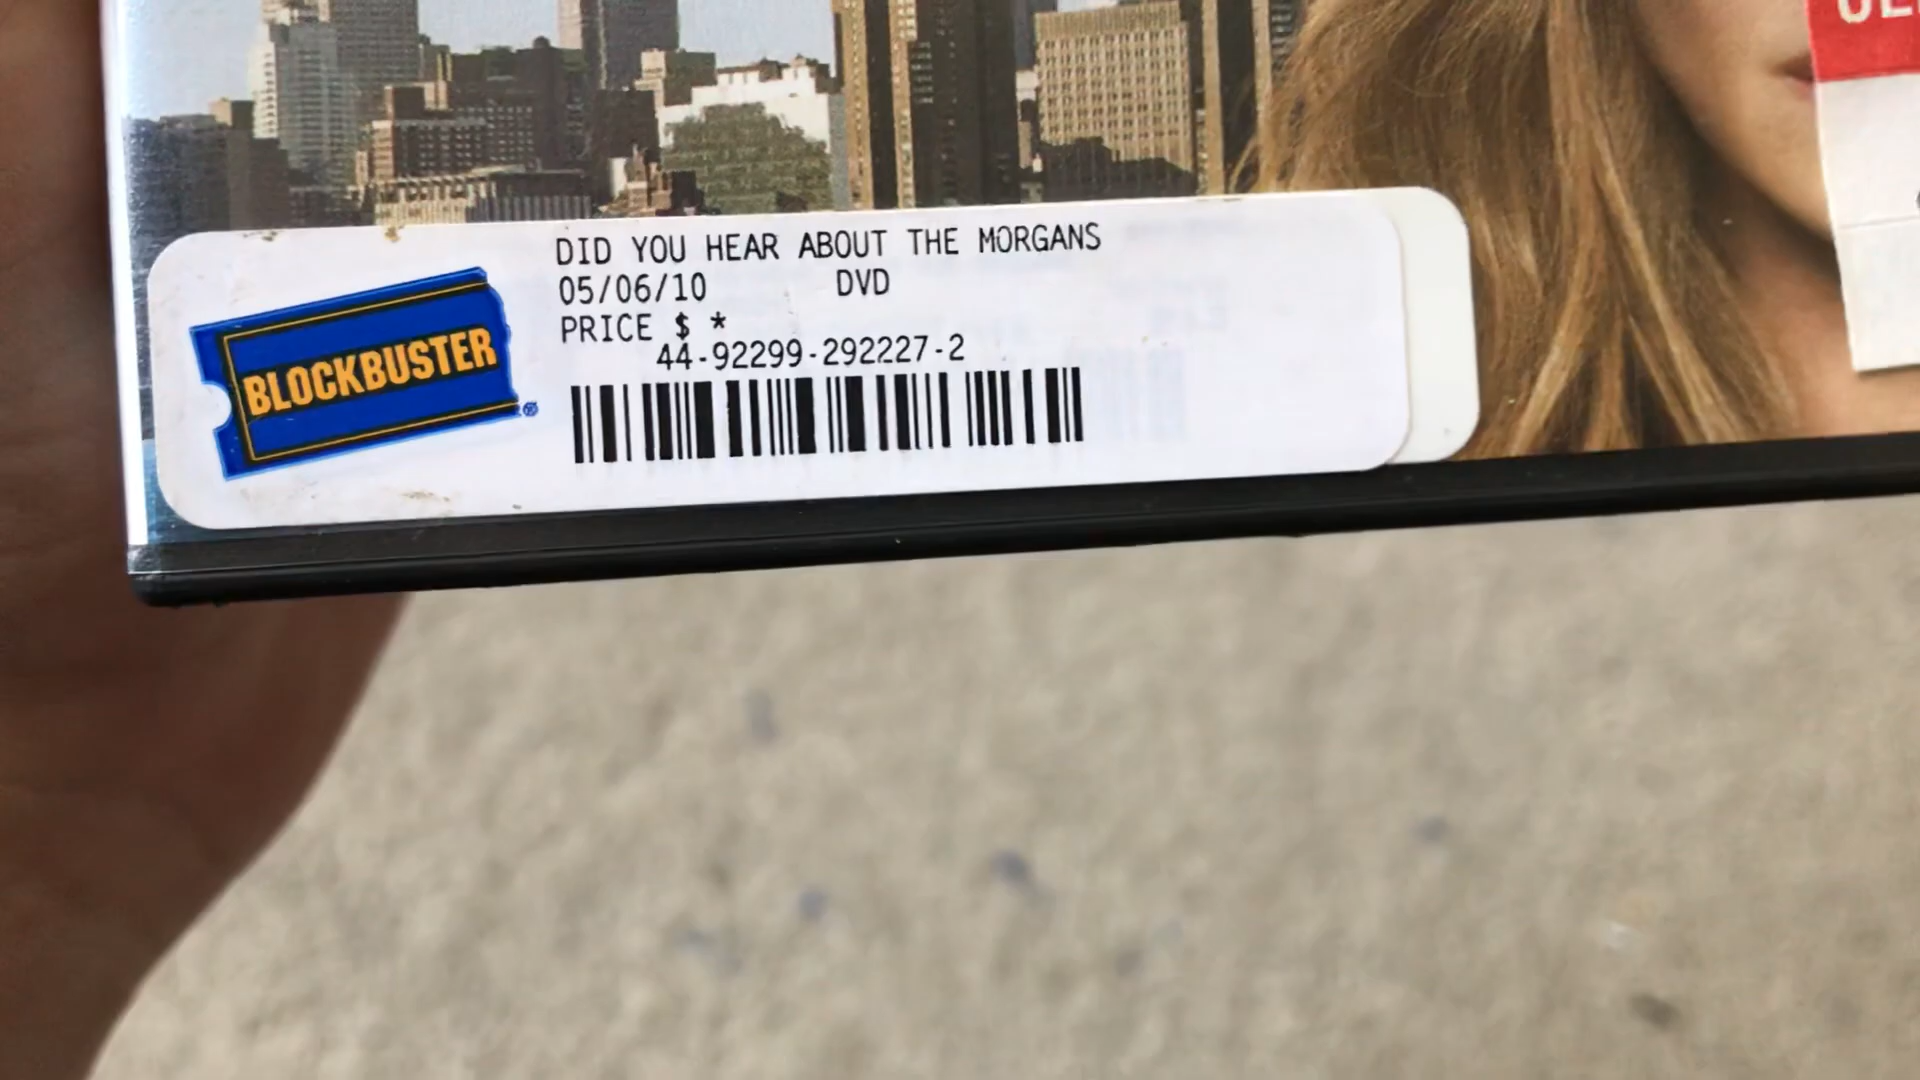 BLOCKBUSTER
DID YOU HEAR ABOUT THE MORGANS
05/06/10 DVD
PRICE $ *
44-92299-292227-2